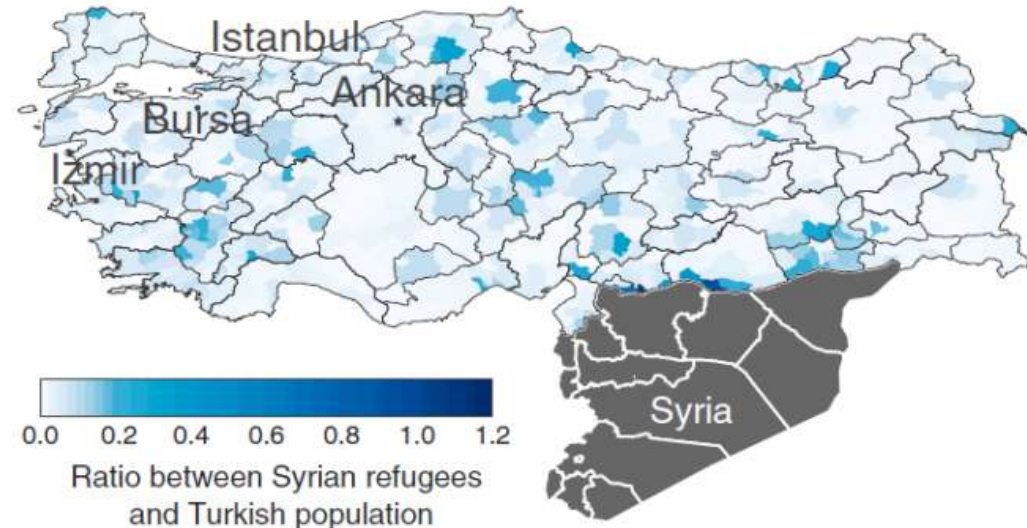 Istanbul
Ankara
Bursa
Izmir
Syria
0.0 0.2 0.4 0.6 0.8 1.0 1.2
Ratio between Syrian refugees
and Turkish population